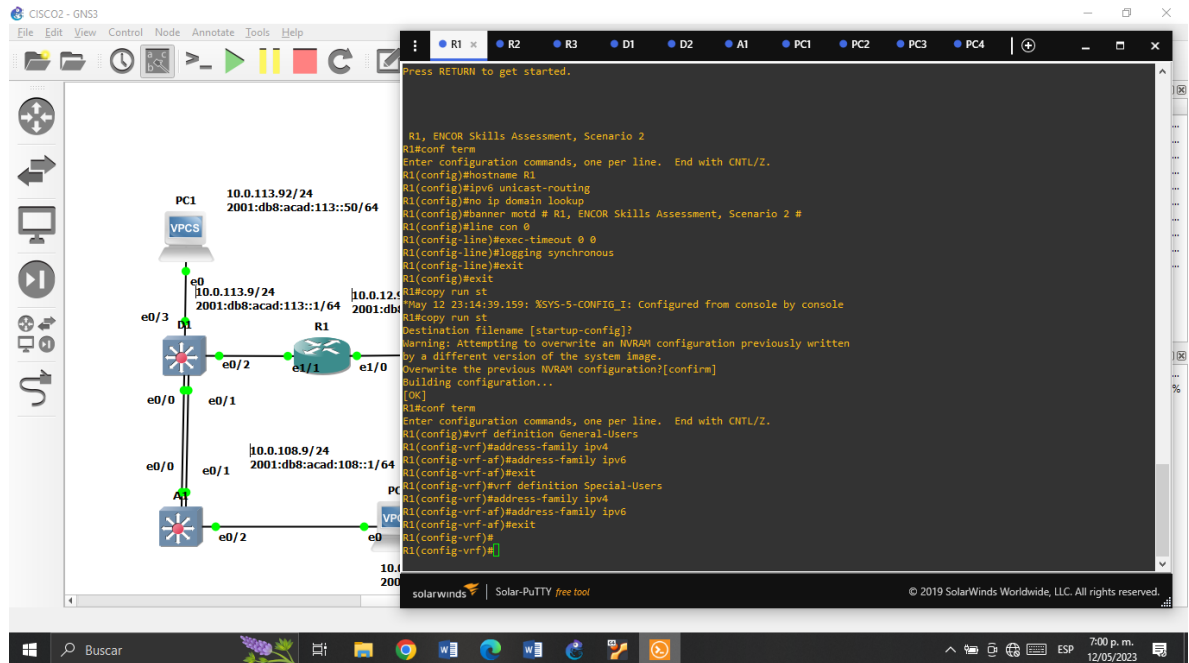 CISCO2 - GNS3
File Edit View Control Node Annotate Tools Help
R1 R2 R3 D1 D2 A1 PC1 PC2 PC3 PC4
Press RETURN to get started.
R1, ENCOR Skills Assessment, Scenario 2
R1#conf term
Enter configuration commands, one per line. End with CNTL/Z.
R1(config)#hostname R1
R1(config)#ipv6 unicast-routing
R1(config)#no ip domain lookup
R1(config)#banner motd # R1, ENCOR Skills Assessment, Scenario 2 #
R1(config)#line con 0
R1(config-line)#exec-timeout 0 0
R1(config-line)#logging synchronous
R1(config-line)#exit
R1(config)#exit
R1#copy run st
*May 12 23:14:39.159: %SYS-5-CONFIG_I: Configured from console by console
R1#copy run st
Destination filename [startup-config]?
Warning: Attempting to overwrite an NVRAM configuration previously written
by a different version of the system image.
Overwrite the previous NVRAM configuration?[confirm]
Building configuration...
[OK]
R1#conf term
Enter configuration commands, one per line. End with CNTL/Z.
R1(config)#vrf definition General-Users
R1(config-vrf)#address-family ipv4
R1(config-vrf-af)#address-family ipv6
R1(config-vrf-af)#exit
R1(config-vrf)#vrf definition Special-Users
R1(config-vrf)#address-family ipv4
R1(config-vrf-af)#address-family ipv6
R1(config-vrf-af)#exit
R1(config-vrf)#
R1(config-vrf)#
solarwinds Solar-PuTTY free tool
© 2019 SolarWinds Worldwide, LLC. All rights reserved.
PC1
10.0.113.92/24
2001:db8:acad:113::50/64
VPCS
e0
10.0.113.9/24
2001:db8:acad:113::1/64
10.0.12.9
2001:db
e0/3
D1
R1
e0/2
e1/1
e1/0
e0/0
e0/1
10.0.108.9/24
2001:db8:acad:108::1/64
e0/0
e0/1
A1
PC
VPC
e0/2
e0
10.0
200
%
Buscar
ESP
7:00 p. m.
12/05/2023